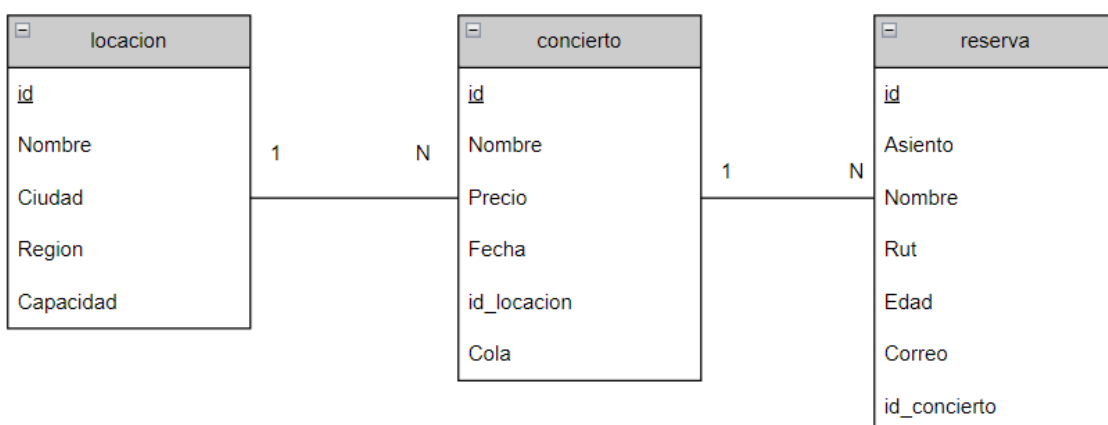 locacion
id
Nombre
Ciudad
Region
Capacidad
1
N
concierto
id
Nombre
Precio
Fecha
id_locacion
Cola
1
N
reserva
id
Asiento
Nombre
Rut
Edad
Correo
id_concierto